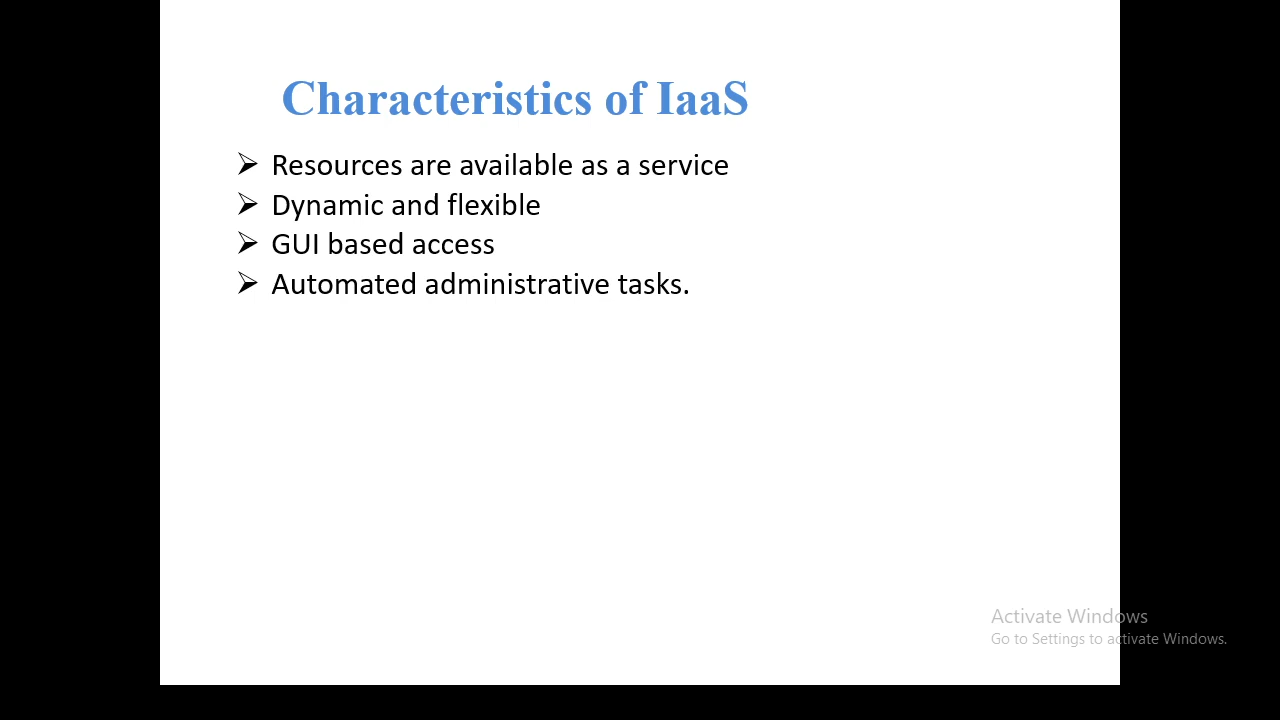 Characteristics of IaaS
➢ Resources are available as a service
➢ Dynamic and flexible
➢ GUI based access
➢ Automated administrative tasks.
Activate Windows
Go to Settings to activate Windows.